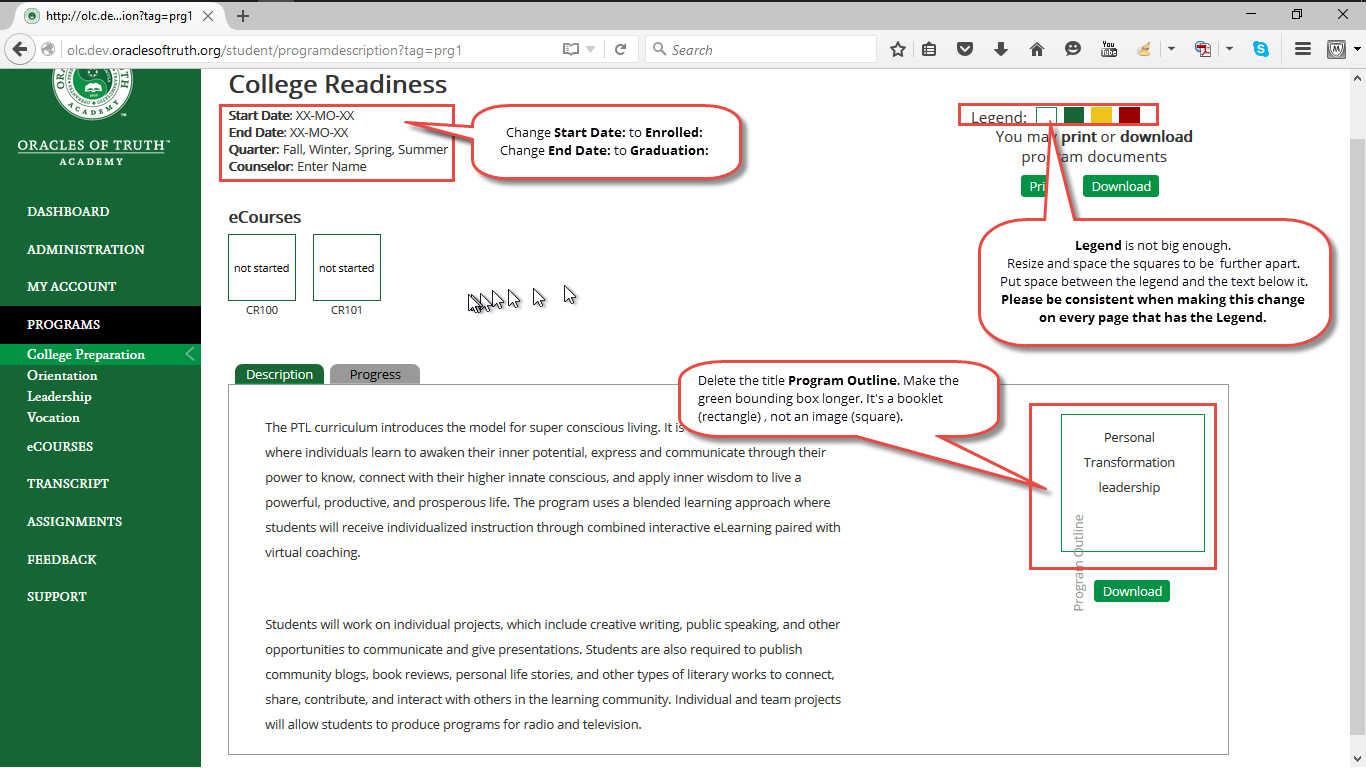 http://olc.de...ion?tag=prg1
olc.dev.oraclesoftruth.org/student/programdescription?tag=prg1
Search
You
Tube
ORACLES OF TRUTH™
ACADEMY
DASHBOARD
ADMINISTRATION
MY ACCOUNT
PROGRAMS
College Preparation
Orientation
Leadership
Vocation
eCOURSES
TRANSCRIPT
ASSIGNMENTS
FEEDBACK
SUPPORT
College Readiness
Start Date: XX-MO-XX
End Date: XX-MO-XX
Quarter: Fall, Winter, Spring, Summer
Counselor: Enter Name
Change Start Date: to Enrolled:
Change End Date: to Graduation:
Legend:
You may print or download
program documents
Download
Legend is not big enough.
Resize and space the squares to be further apart.
Put space between the legend and the text below it.
Please be consistent when making this change
on every page that has the Legend.
eCourses
not started
not started
CR100
CR101
Description
Progress
Delete the title Program Outline. Make the
green bounding box longer. It's a booklet
(rectangle) , not an image (square).
The PTL curriculum introduces the model for super conscious living. It is
where individuals learn to awaken their inner potential, express and communicate through their
power to know, connect with their higher innate conscious, and apply inner wisdom to live a
powerful, productive, and prosperous life. The program uses a blended learning approach where
students will receive individualized instruction through combined interactive eLearning paired with
virtual coaching.
Students will work on individual projects, which include creative writing, public speaking, and other
opportunities to communicate and give presentations. Students are also required to publish
community blogs, book reviews, personal life stories, and other types of literary works to connect,
share, contribute, and interact with others in the learning community. Individual and team projects
will allow students to produce programs for radio and television.
Personal
Transformation
leadership
Program Outline
Download